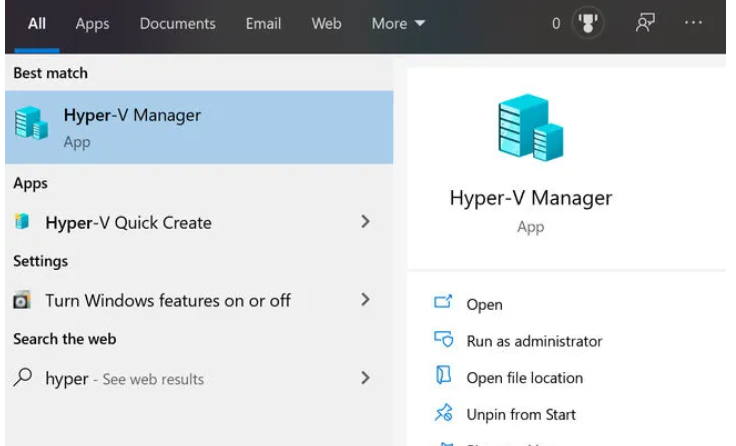 All Apps Documents Email Web More 0 ...
Best match
Hyper-V Manager
App
Apps
Hyper-V Quick Create
Settings
Turn Windows features on or off
Search the web
hyper - See web results
Hyper-V Manager
App
Open
Run as administrator
Open file location
Unpin from Start